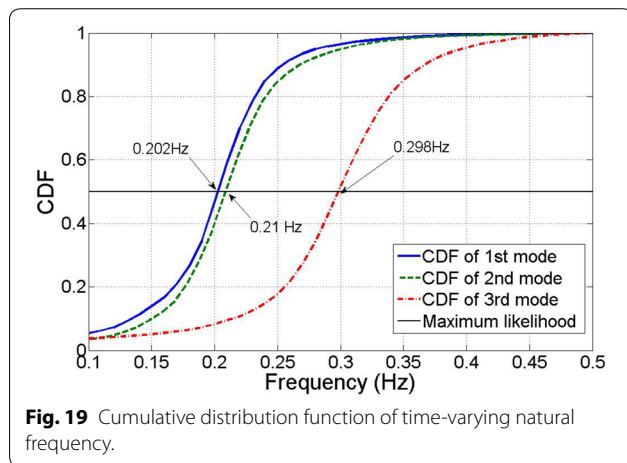 1
0.8
0.6
0.4
0.2
0
CDF
0.202Hz
0.298Hz
0.21 Hz
CDF of 1st mode
CDF of 2nd mode
CDF of 3rd mode
Maximum likelihood
0.1 0.15 0.2 0.25 0.3 0.35 0.4 0.45 0.5
Frequency (Hz)
Fig. 19 Cumulative distribution function of time-varying natural
frequency.